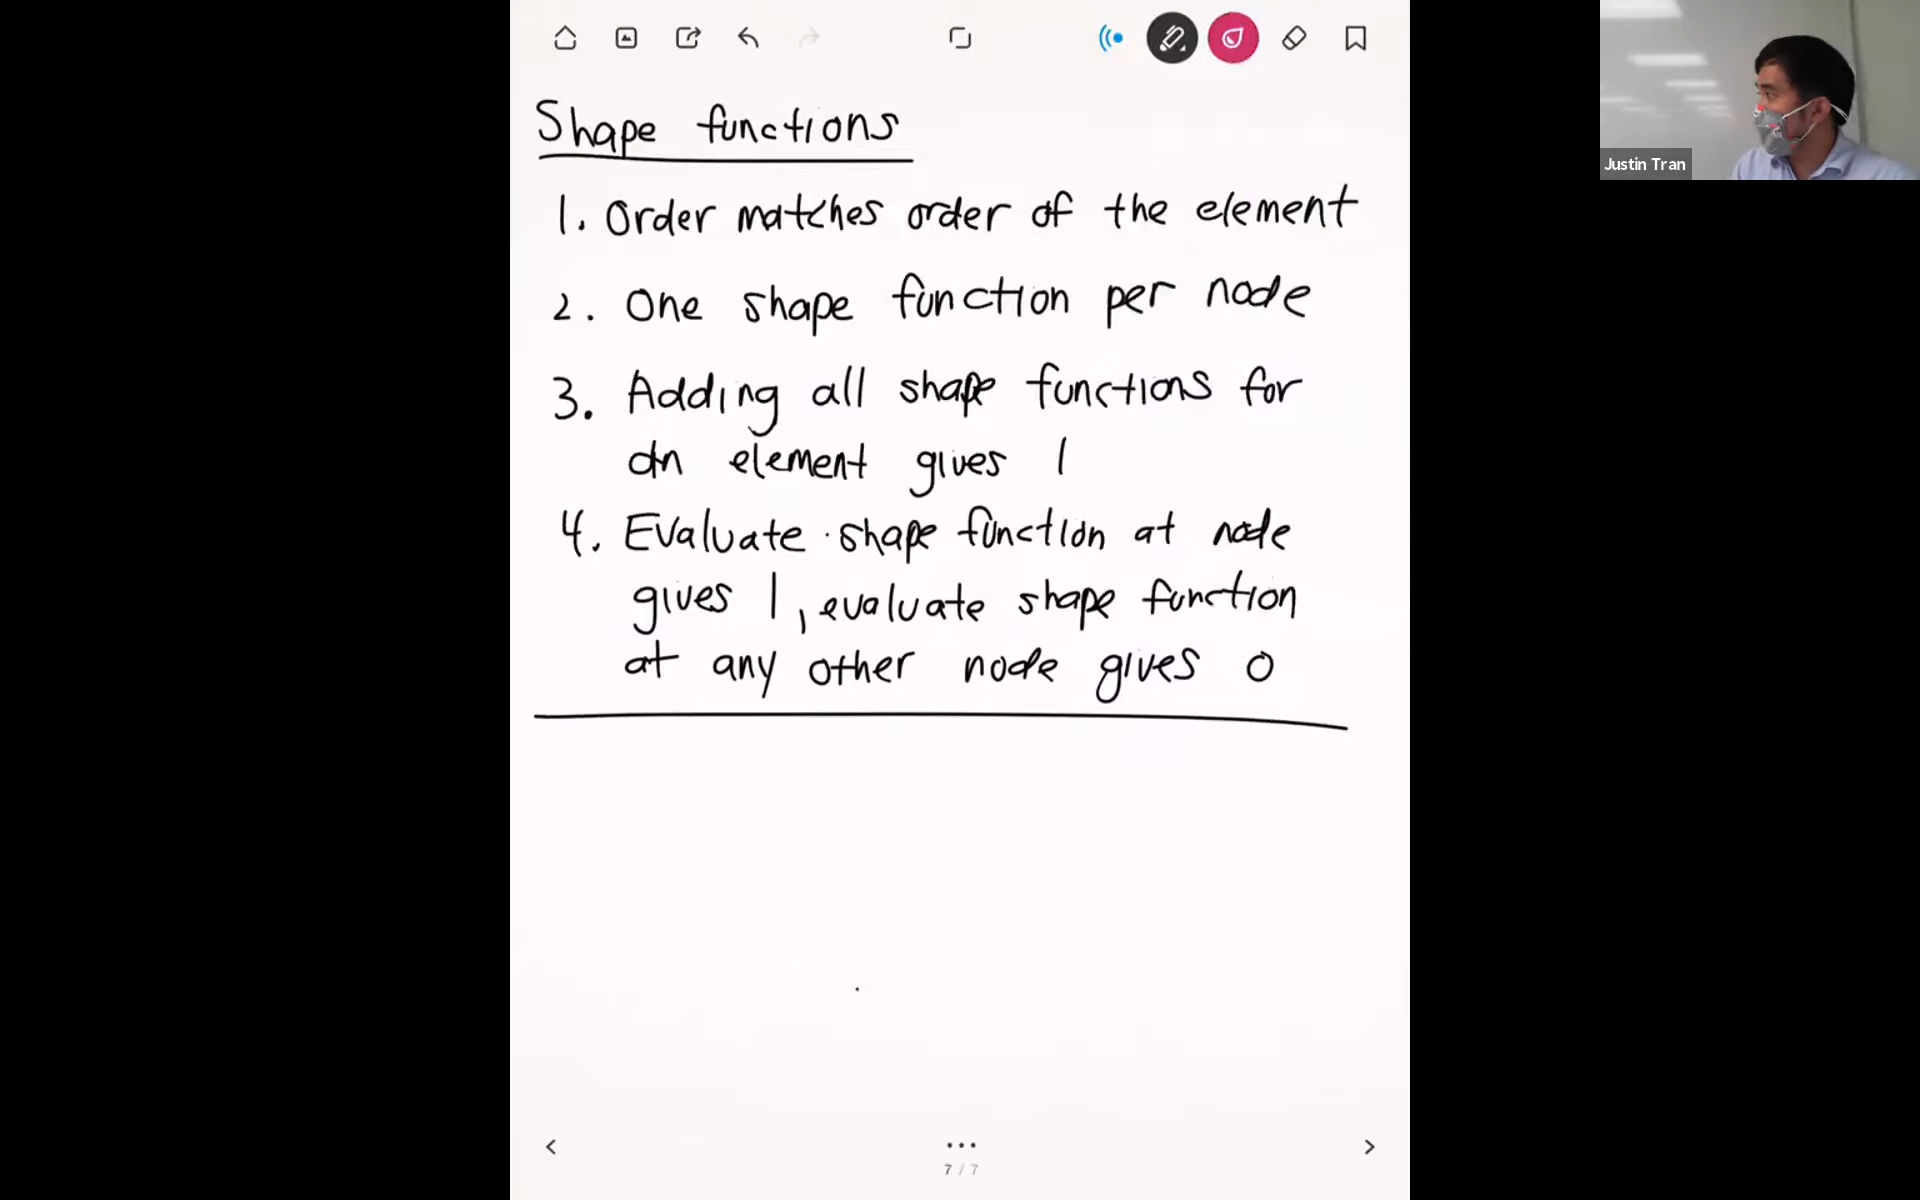 Shape functions
1. Order matches order of the element
2. One shape function per node
3. Adding all shape functions for
an element gives 1
4. Evaluate shape function at node
gives 1, evaluate shape function
at any other node gives 0
7 / 7
Justin Tran